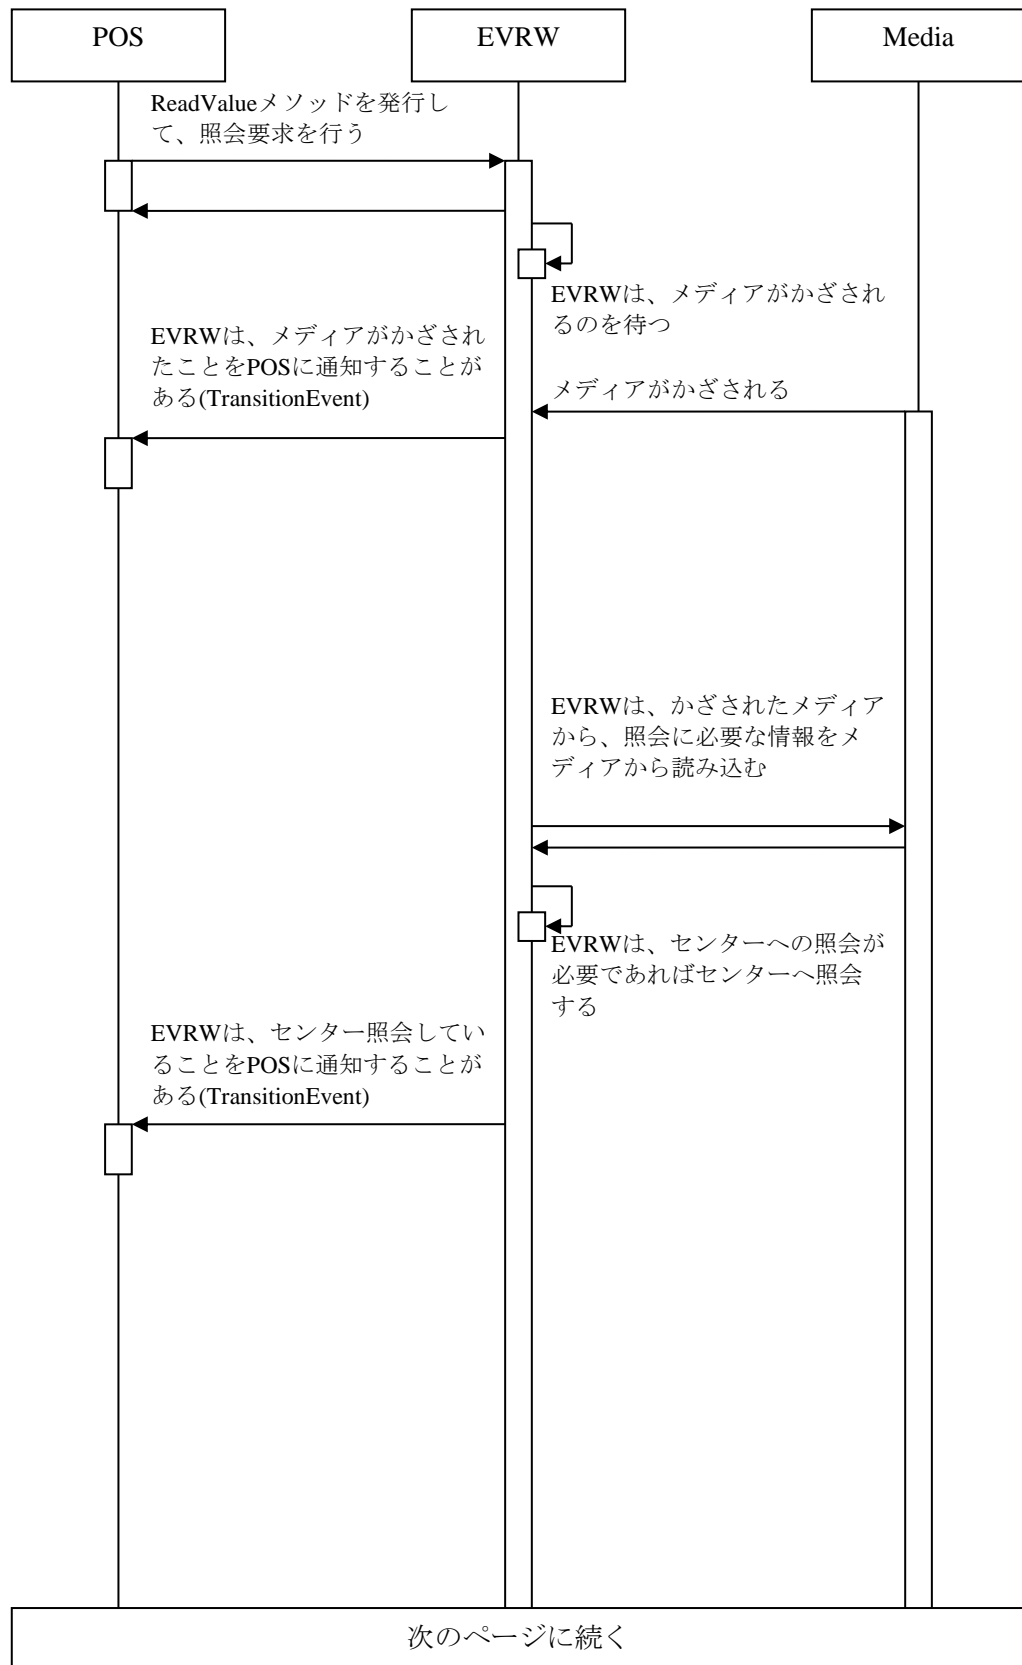 POS
EVRW
Media
ReadValueメソッドを発行し
て、照会要求を行う
EVRWは、メディアがかざされ
るのを待つ
EVRWは、メディアがかざされ
たことをPOSに通知することが
ある(TransitionEvent)
メディアがかざされる
EVRWは、かざされたメディア
から、照会に必要な情報をメ
ディアから読み込む
EVRWは、センターへの照会が
必要であればセンターへ照会
する
EVRWは、センター照会してい
ることをPOSに通知することが
ある(TransitionEvent)
次のページに続く